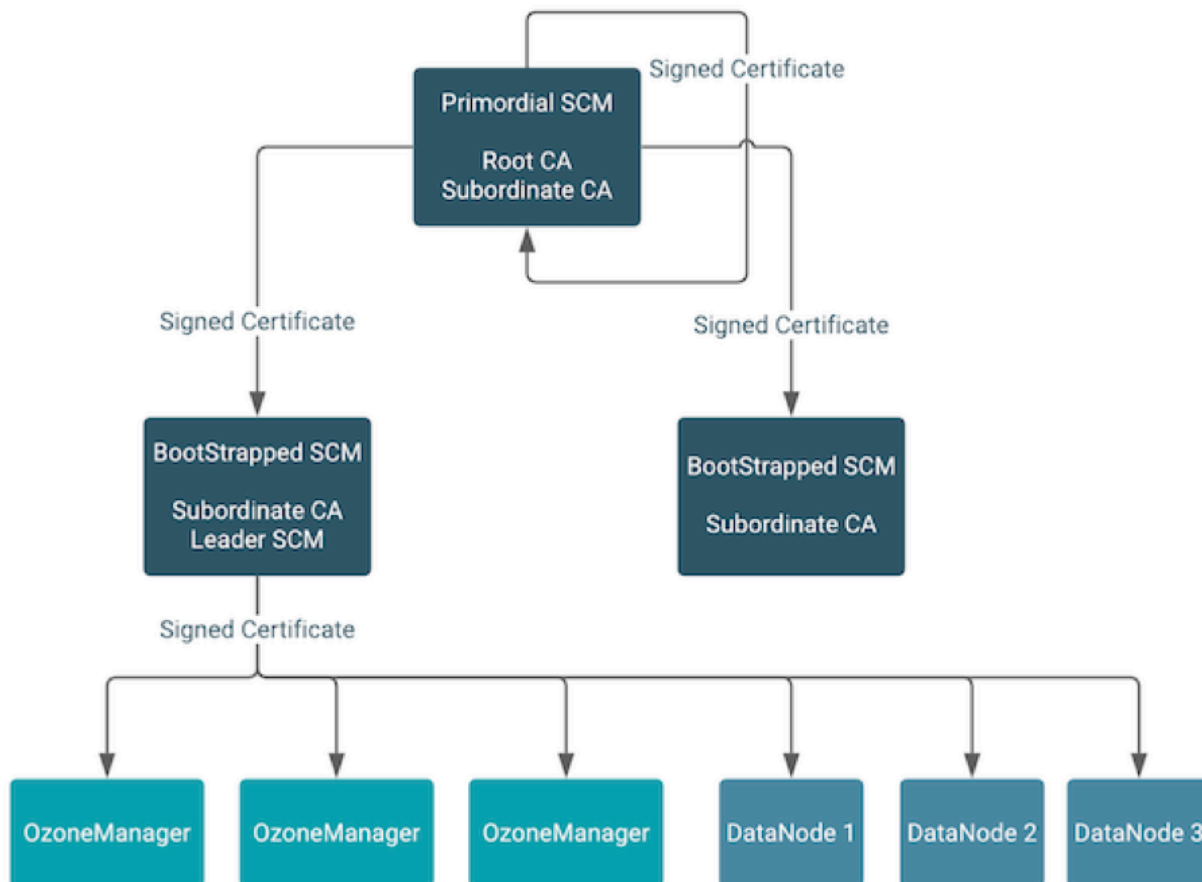 Signed Certificate
Primordial SCM
Root CA
Subordinate CA
Signed Certificate
Signed Certificate
BootStrapped SCM
Subordinate CA
Leader SCM
BootStrapped SCM
Subordinate CA
Signed Certificate
OzoneManager
OzoneManager
OzoneManager
DataNode 1
DataNode 2
DataNode 3